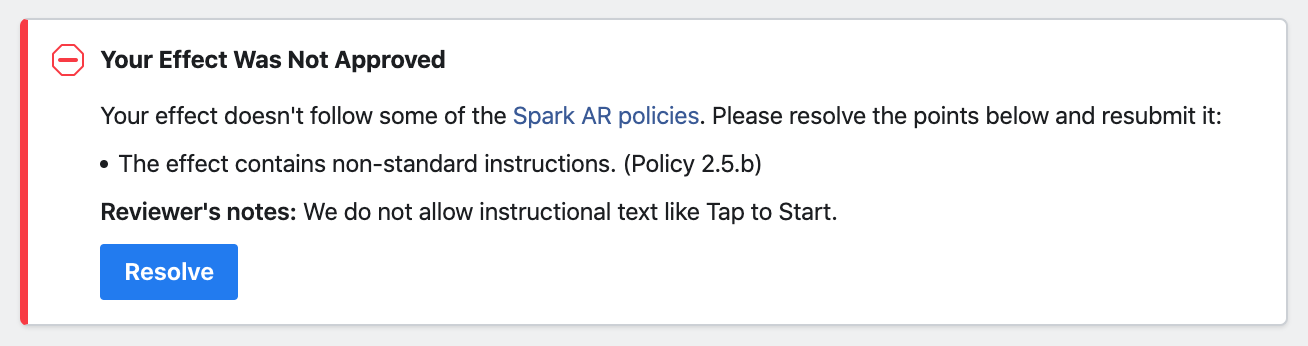 Your Effect Was Not Approved
Your effect doesn't follow some of the Spark AR policies. Please resolve the points below and resubmit it:
• The effect contains non-standard instructions. (Policy 2.5.b)
Reviewer's notes: We do not allow instructional text like Tap to Start.
Resolve